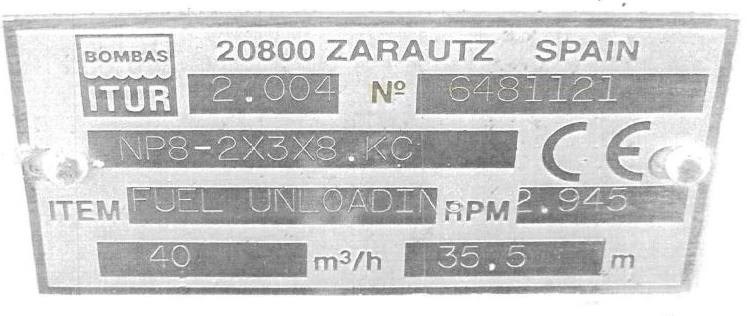 BOMBAS ITUR
20800 ZARAUTZ SPAIN
2.004 Nº 6481121
NP8-2X3X8.KC CE
ITEM FUEL UNLOADIN RPM 2.945
40 m³/h 35.5 m